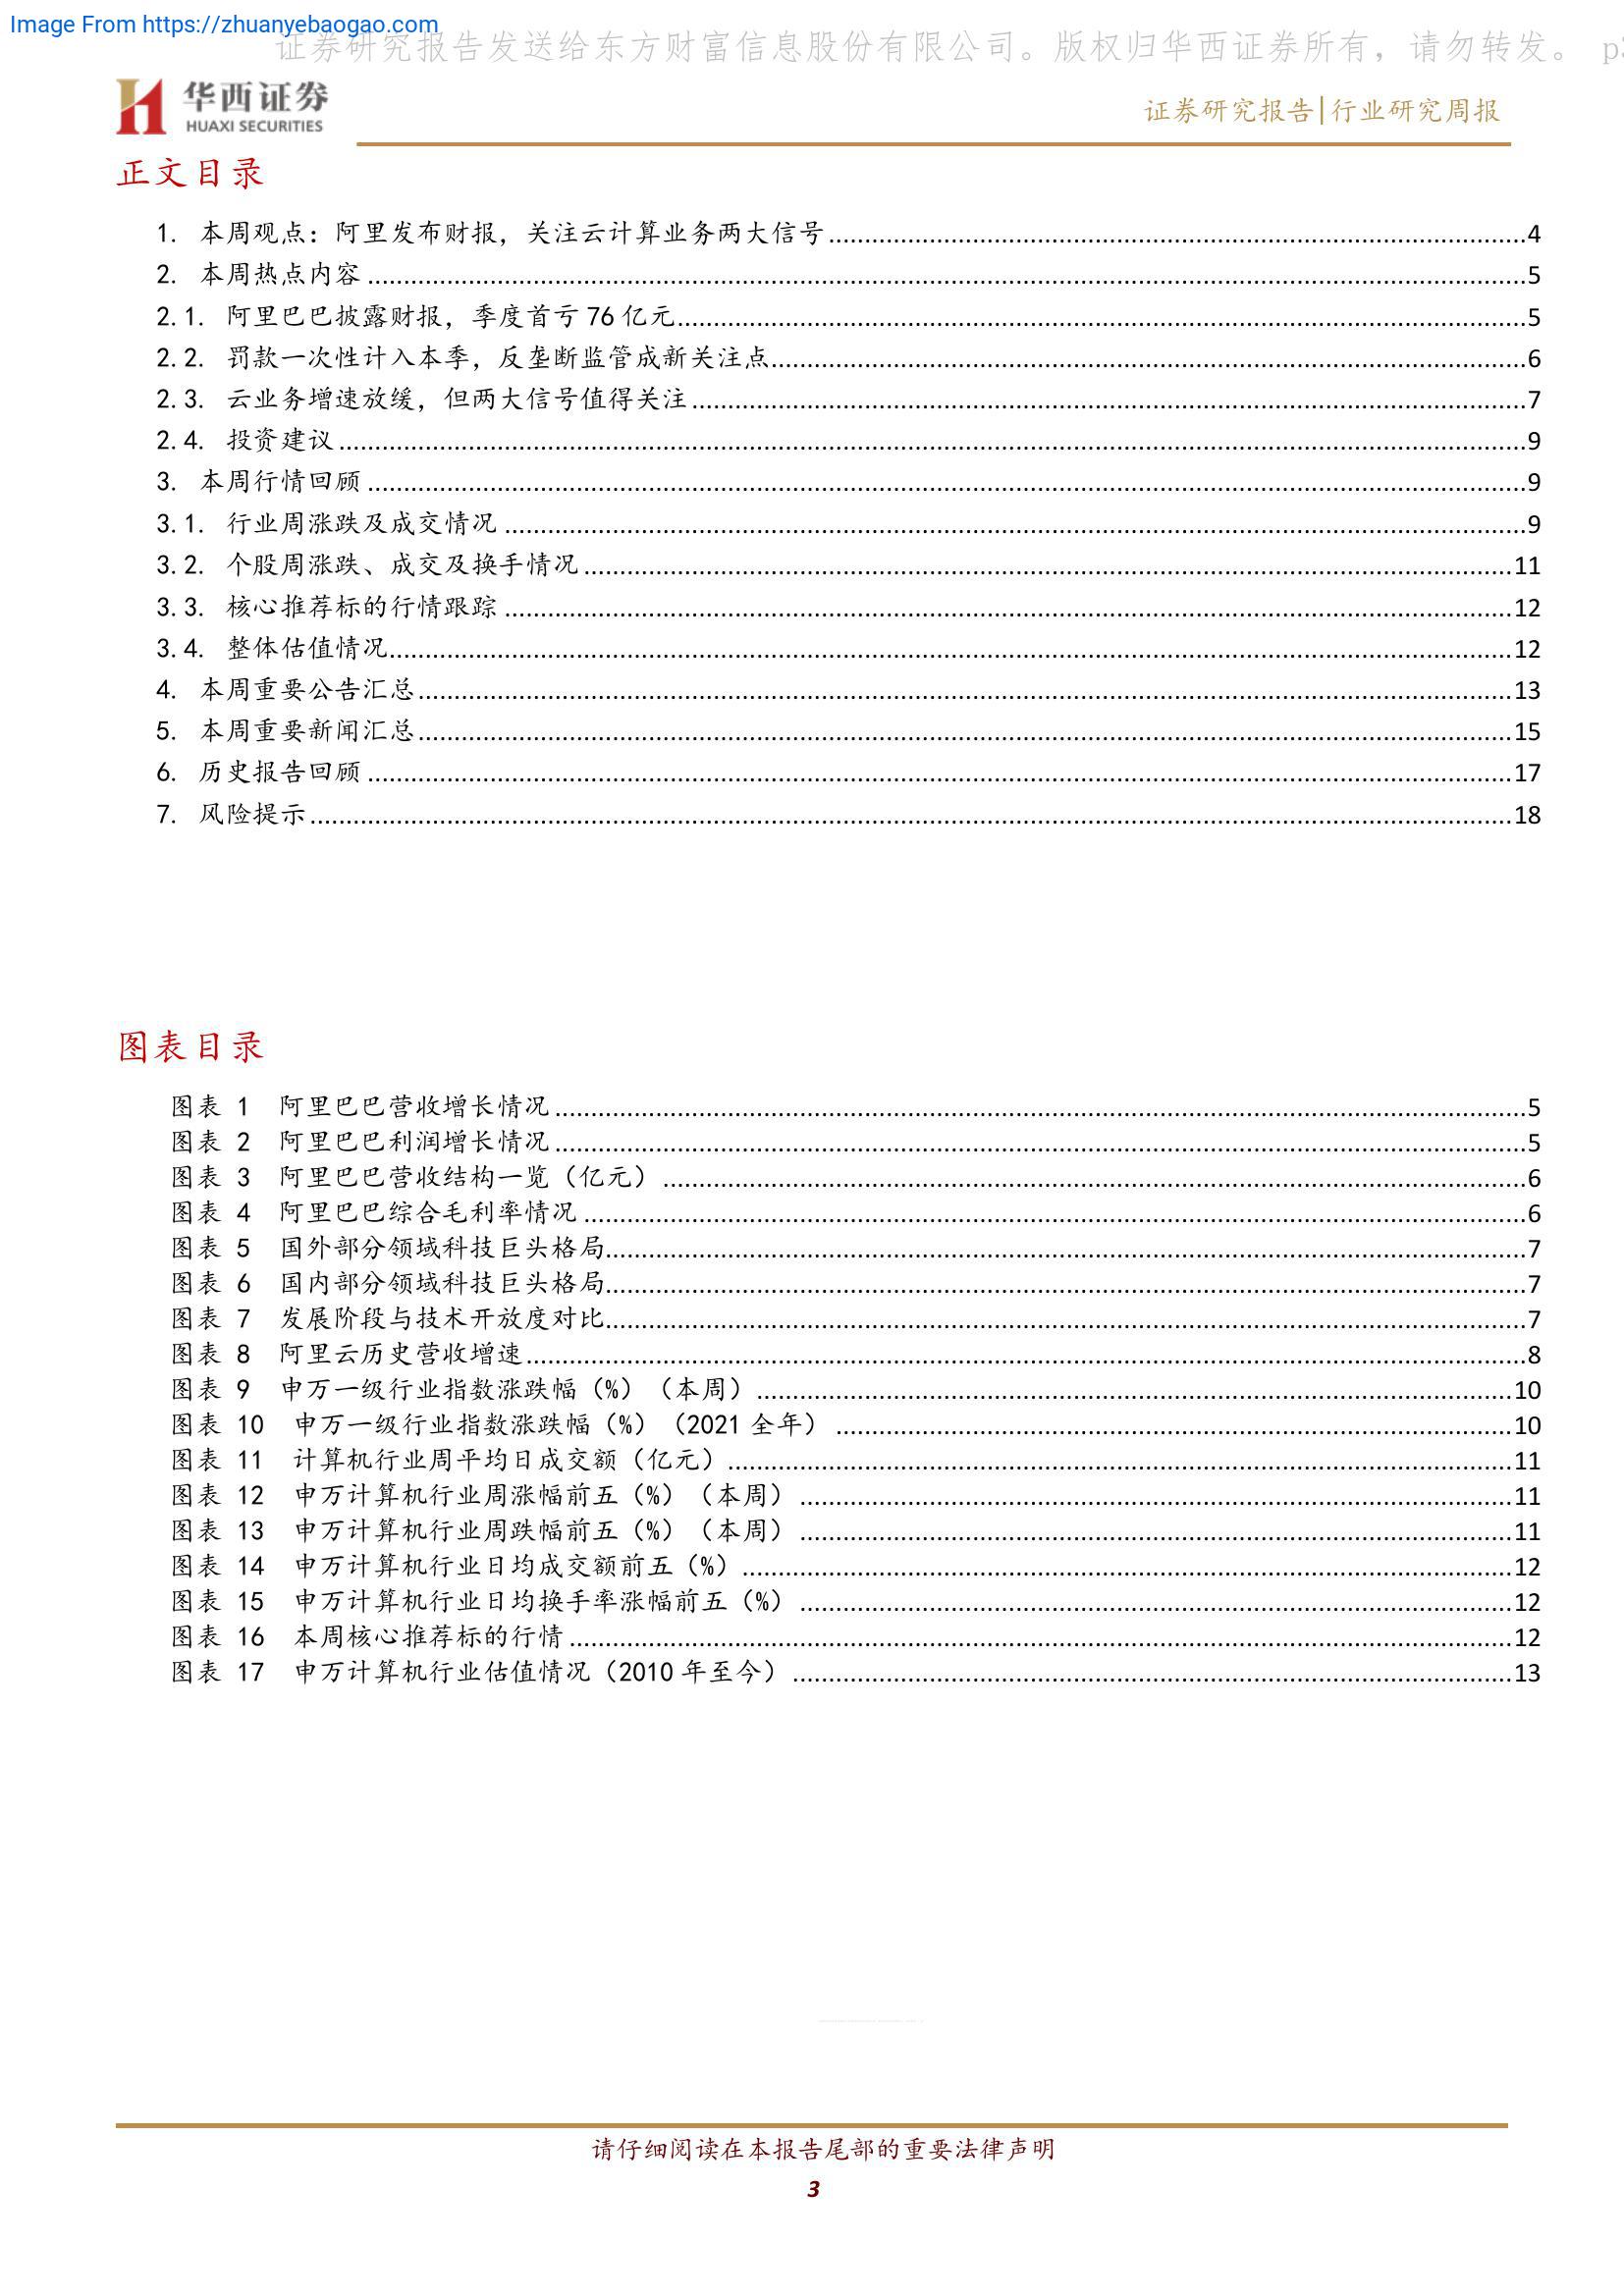 Image From https://zhuanyebaogao.com
证券研究报告发送给东方财富信息股份有限公司。版权归华西证券所有，请勿转发。 p
华西证券
HUAXI SECURITIES
证券研究报告|行业研究周报
正文目录
1. 本周观点：阿里发布财报，关注云计算业务两大信号 4
2. 本周热点内容 5
2.1. 阿里巴巴披露财报，季度首亏 76 亿元 5
2.2. 罚款一次性计入本季，反垄断监管成新关注点 6
2.3. 云业务增速放缓，但两大信号值得关注 7
2.4. 投资建议 9
3. 本周行情回顾 9
3.1. 行业周涨跌及成交情况 9
3.2. 个股周涨跌、成交及换手情况 11
3.3. 核心推荐标的行情跟踪 12
3.4. 整体估值情况 12
4. 本周重要公告汇总 13
5. 本周重要新闻汇总 15
6. 历史报告回顾 17
7. 风险提示 18
图表目录
图表 1 阿里巴巴营收增长情况 5
图表 2 阿里巴巴利润增长情况 5
图表 3 阿里巴巴营收结构一览（亿元） 6
图表 4 阿里巴巴综合毛利率情况 6
图表 5 国外部分领域科技巨头格局 7
图表 6 国内部分领域科技巨头格局 7
图表 7 发展阶段与技术开放度对比 7
图表 8 阿里云历史营收增速 8
图表 9 申万一级行业指数涨跌幅（%）（本周） 10
图表 10 申万一级行业指数涨跌幅（%）（2021 全年） 10
图表 11 计算机行业周平均日成交额（亿元） 11
图表 12 申万计算机行业周涨幅前五（%）（本周） 11
图表 13 申万计算机行业周跌幅前五（%）（本周） 11
图表 14 申万计算机行业日均成交额前五（%） 12
图表 15 申万计算机行业日均换手率涨幅前五（%） 12
图表 16 本周核心推荐标的行情 12
图表 17 申万计算机行业估值情况（2010 年至今） 13
请仔细阅读在本报告尾部的重要法律声明
3